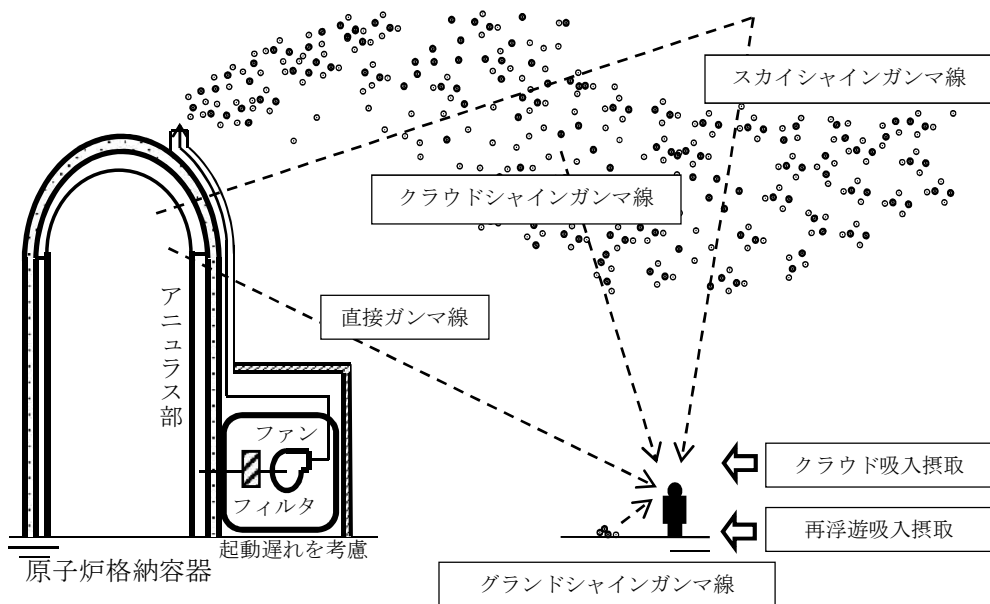 スカイシャインガンマ線
クラウドシャインガンマ線
直接ガンマ線
アニュラス部
ファン
フィルタ
起動遅れを考慮
原子炉格納容器
クラウド吸入摂取
再浮遊吸入摂取
グランドシャインガンマ線